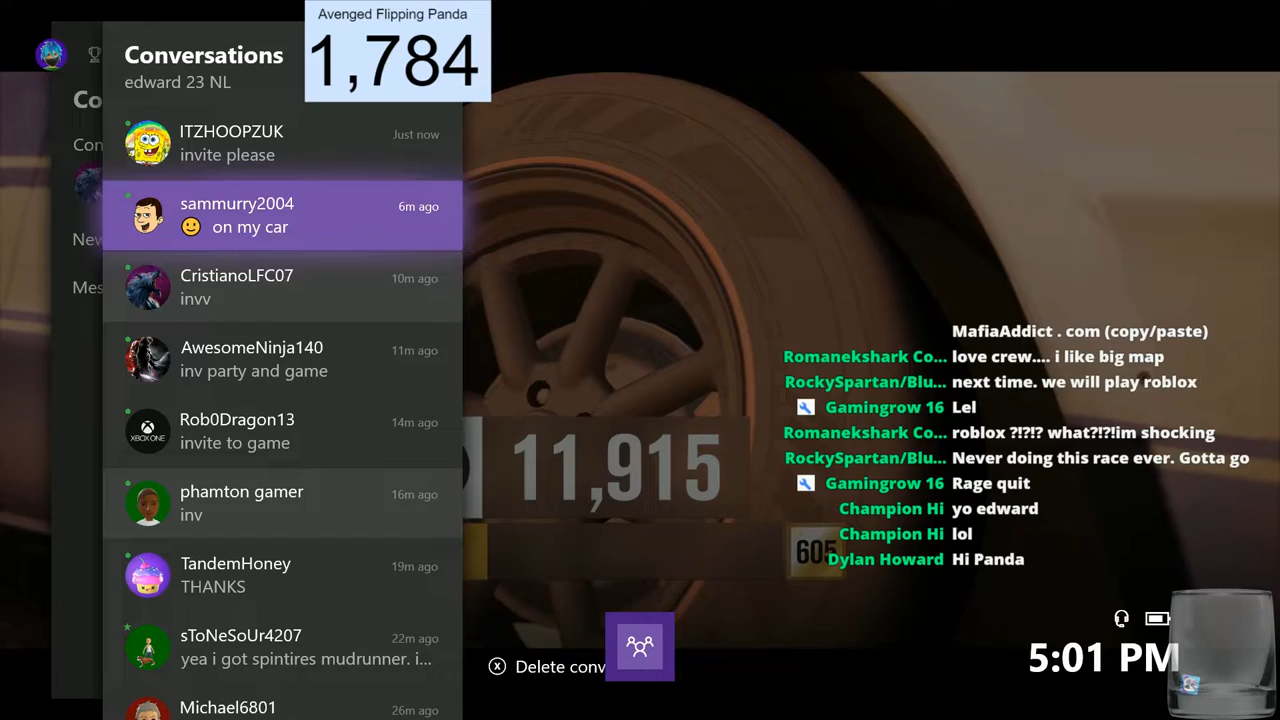 Avenged Flipping Panda
1,784
Conversations
edward 23 NL
Co
Con
New
Mes
ITZHOOPZUK
Just now
invite please
sammurry2004
6m ago
on my car
CristianoLFC07
10m ago
invv
AwesomeNinja140
11m ago
inv party and game
Rob0Dragon13
14m ago
invite to game
XBOX ONE
phamton gamer
16m ago
inv
TandemHoney
19m ago
THANKS
sToNeSoUr4207
22m ago
yea i got spintires mudrunner. i...
Michael6801
26m ago
11,915
605
MafiaAddict . com (copy/paste)
Romanekshark Co... love crew.... i like big map
RockySpartan/Blu... next time. we will play roblox
Gamingrow 16 Lel
Romanekshark Co... roblox ?!?!? what?!?!im shocking
RockySpartan/Blu... Never doing this race ever. Gotta go
Gamingrow 16 Rage quit
Champion Hi yo edward
Champion Hi lol
Dylan Howard Hi Panda
X Delete conv
5:01 PM